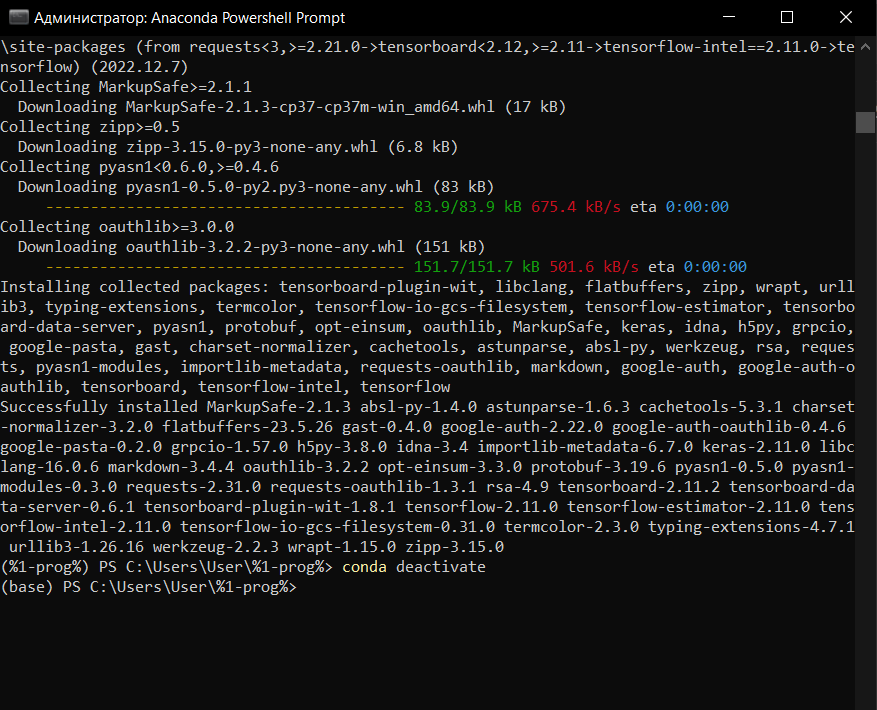 Администратор: Anaconda Powershell Prompt
\site-packages (from requests<3,>=2.21.0->tensorboard<2.12,>=2.11->tensorflow-intel==2.11.0->te
nsorflow) (2022.12.7)
Collecting MarkupSafe>=2.1.1
  Downloading MarkupSafe-2.1.3-cp37-cp37m-win_amd64.whl (17 kB)
Collecting zipp>=0.5
  Downloading zipp-3.15.0-py3-none-any.whl (6.8 kB)
Collecting pyasn1<0.6.0,>=0.4.6
  Downloading pyasn1-0.5.0-py2.py3-none-any.whl (83 kB)
     ---------------------------------------- 83.9/83.9 kB 675.4 kB/s eta 0:00:00
Collecting oauthlib>=3.0.0
  Downloading oauthlib-3.2.2-py3-none-any.whl (151 kB)
     ---------------------------------------- 151.7/151.7 kB 501.6 kB/s eta 0:00:00
Installing collected packages: tensorboard-plugin-wit, libclang, flatbuffers, zipp, wrapt, urll
ib3, typing-extensions, termcolor, tensorflow-io-gcs-filesystem, tensorflow-estimator, tensorbo
ard-data-server, pyasn1, protobuf, opt-einsum, oauthlib, MarkupSafe, keras, idna, h5py, grpcio,
 google-pasta, gast, charset-normalizer, cachetools, astunparse, absl-py, werkzeug, rsa, reques
ts, pyasn1-modules, importlib-metadata, requests-oauthlib, markdown, google-auth, google-auth-o
authlib, tensorboard, tensorflow-intel, tensorflow
Successfully installed MarkupSafe-2.1.3 absl-py-1.4.0 astunparse-1.6.3 cachetools-5.3.1 charset
-normalizer-3.2.0 flatbuffers-23.5.26 gast-0.4.0 google-auth-2.22.0 google-auth-oauthlib-0.4.6
google-pasta-0.2.0 grpcio-1.57.0 h5py-3.8.0 idna-3.4 importlib-metadata-6.7.0 keras-2.11.0 libc
lang-16.0.6 markdown-3.4.4 oauthlib-3.2.2 opt-einsum-3.3.0 protobuf-3.19.6 pyasn1-0.5.0 pyasn1-
modules-0.3.0 requests-2.31.0 requests-oauthlib-1.3.1 rsa-4.9 tensorboard-2.11.2 tensorboard-da
ta-server-0.6.1 tensorboard-plugin-wit-1.8.1 tensorflow-2.11.0 tensorflow-estimator-2.11.0 tens
orflow-intel-2.11.0 tensorflow-io-gcs-filesystem-0.31.0 termcolor-2.3.0 typing-extensions-4.7.1
 urllib3-1.26.16 werkzeug-2.2.3 wrapt-1.15.0 zipp-3.15.0
(%1-prog%) PS C:\Users\User\%1-prog%> conda deactivate
(base) PS C:\Users\User\%1-prog%>